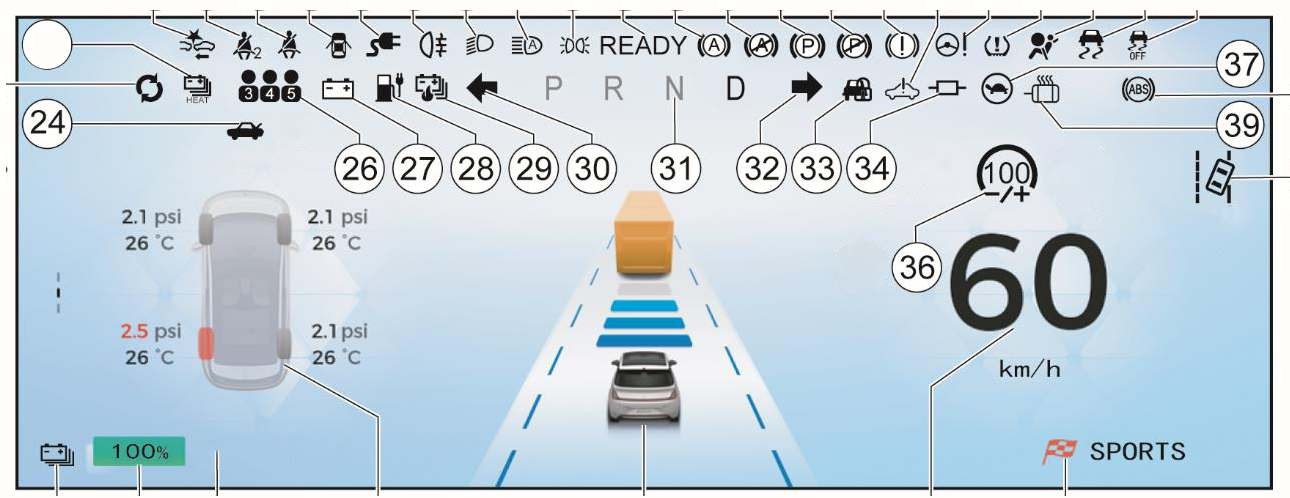 2 A READY A A P P ! ! ! OFF
HEAT 3 4 5 P R N D ABS 37
24 39
26 27 28 29 30 31 32 33 34
100
-/+
2.1 psi 2.1 psi
26 °C 26 °C
36
60
2.5 psi 2.1 psi
26 °C 26 °C
km/h
100% SPORTS